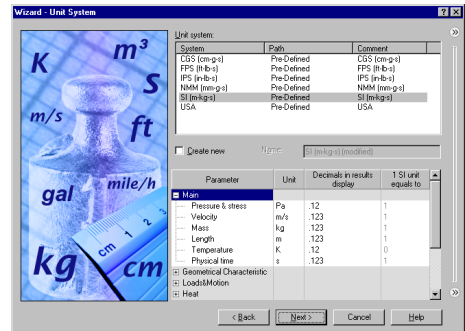 Wizard - Unit System
K
m³
S
m/s
ft
gal
mile/h
cm 1 2 3
kg
cm
Unit system:
System Path Comment
CGS (cm-g-s) Pre-Defined CGS (cm-g-s)
FPS (ft-lb-s) Pre-Defined FPS (ft-lb-s)
IPS (in-lb-s) Pre-Defined IPS (in-lb-s)
NMM (mm-g-s) Pre-Defined NMM (mm-g-s)
SI (m-kg-s) Pre-Defined SI (m-kg-s)
USA Pre-Defined USA
Create new Name: SI (m-kg-s) (modified)
Parameter Unit Decimals in results display 1 SI unit equals to
Main
Pressure & stress Pa .12 1
Velocity m/s .123 1
Mass kg .123 1
Length m .123 1
Temperature K .12 0
Physical time s .123 1
Geometrical Characteristic
Loads&Motion
Heat
< Back Next > Cancel Help